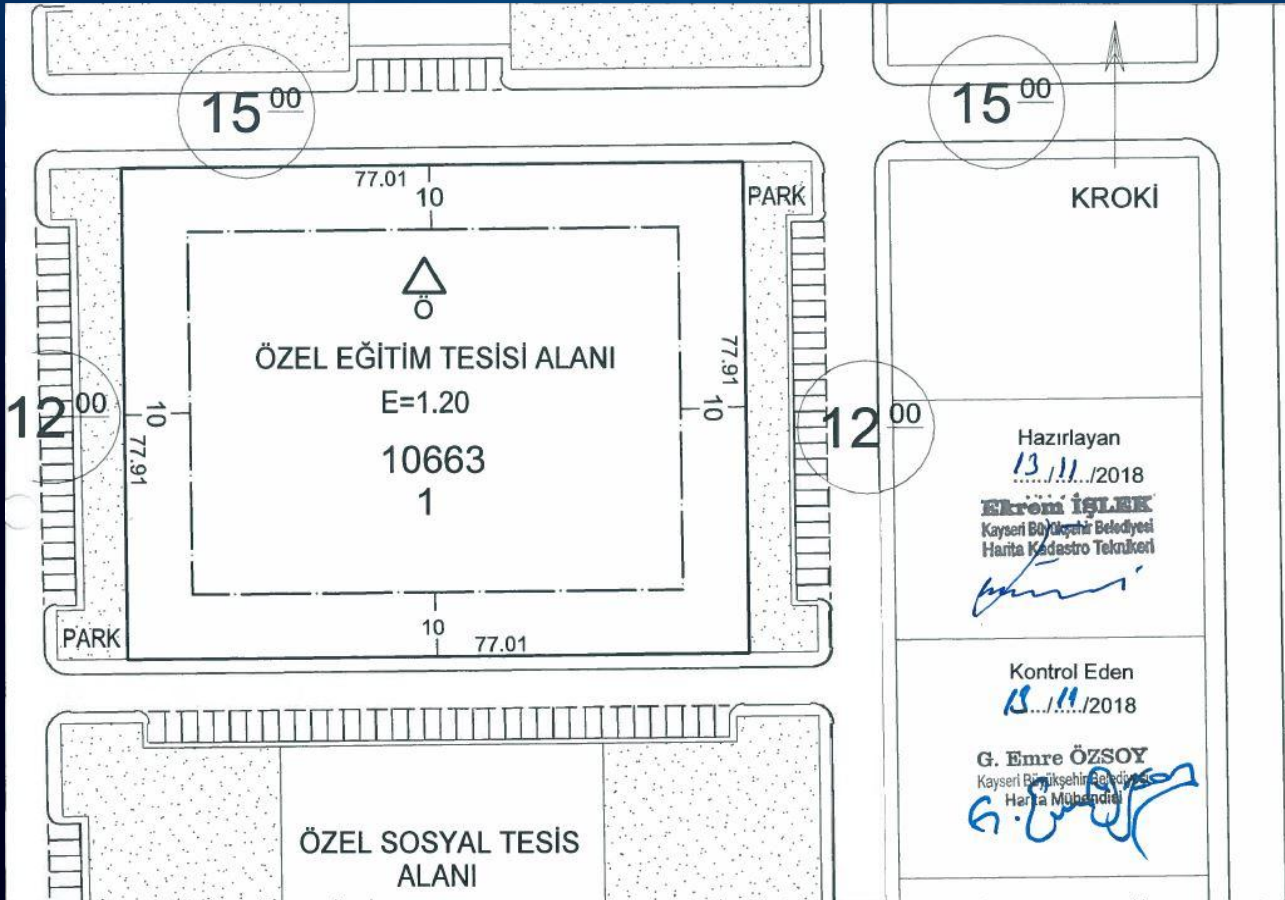 15 00
15 00
77.01
10
PARK
KROKİ
Ö
ÖZEL EĞİTİM TESİSİ ALANI
E=1.20
10663
1
12 00
10
77.91
77.91
10
12 00
Hazırlayan
13/11/2018
Ekrem İŞLEK
Kayseri Büyükşehir Belediyesi
Harita Kadastro Teknikeri
PARK
10
77.01
Kontrol Eden
/11/2018
G. Emre ÖZSOY
Kayseri Büyükşehir Belediyesi
Harita Mühendisi
ÖZEL SOSYAL TESİS
ALANI